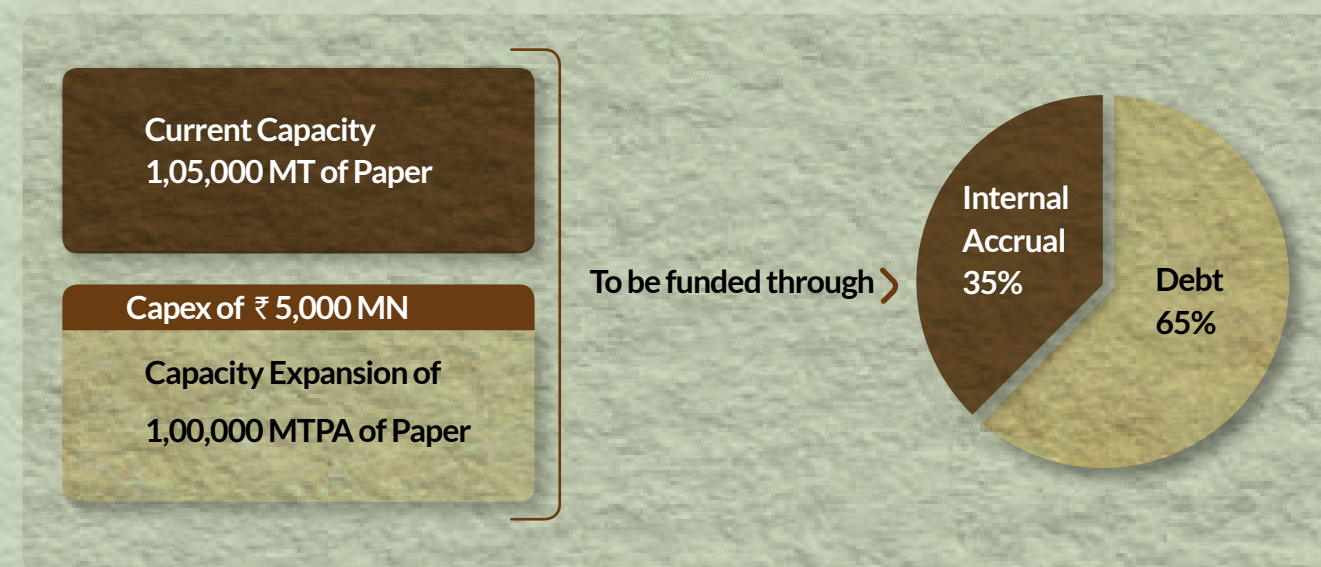 Current Capacity
1,05,000 MT of Paper
Capex of ₹ 5,000 MN
Capacity Expansion of
1,00,000 MTPA of Paper
To be funded through
Internal
Accrual
35%
Debt
65%